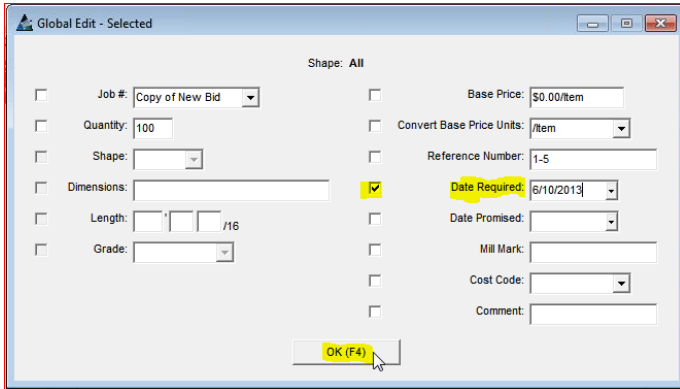 Global Edit - Selected
Shape: All
Job #: Copy of New Bid
Base Price: $0.00/Item
Quantity: 100
Convert Base Price Units: /Item
Shape:
Reference Number: 1-5
Dimensions:
Date Required: 6/10/2013
Length: ' /16
Date Promised:
Grade:
Mill Mark:
Cost Code:
Comment:
OK (F4)